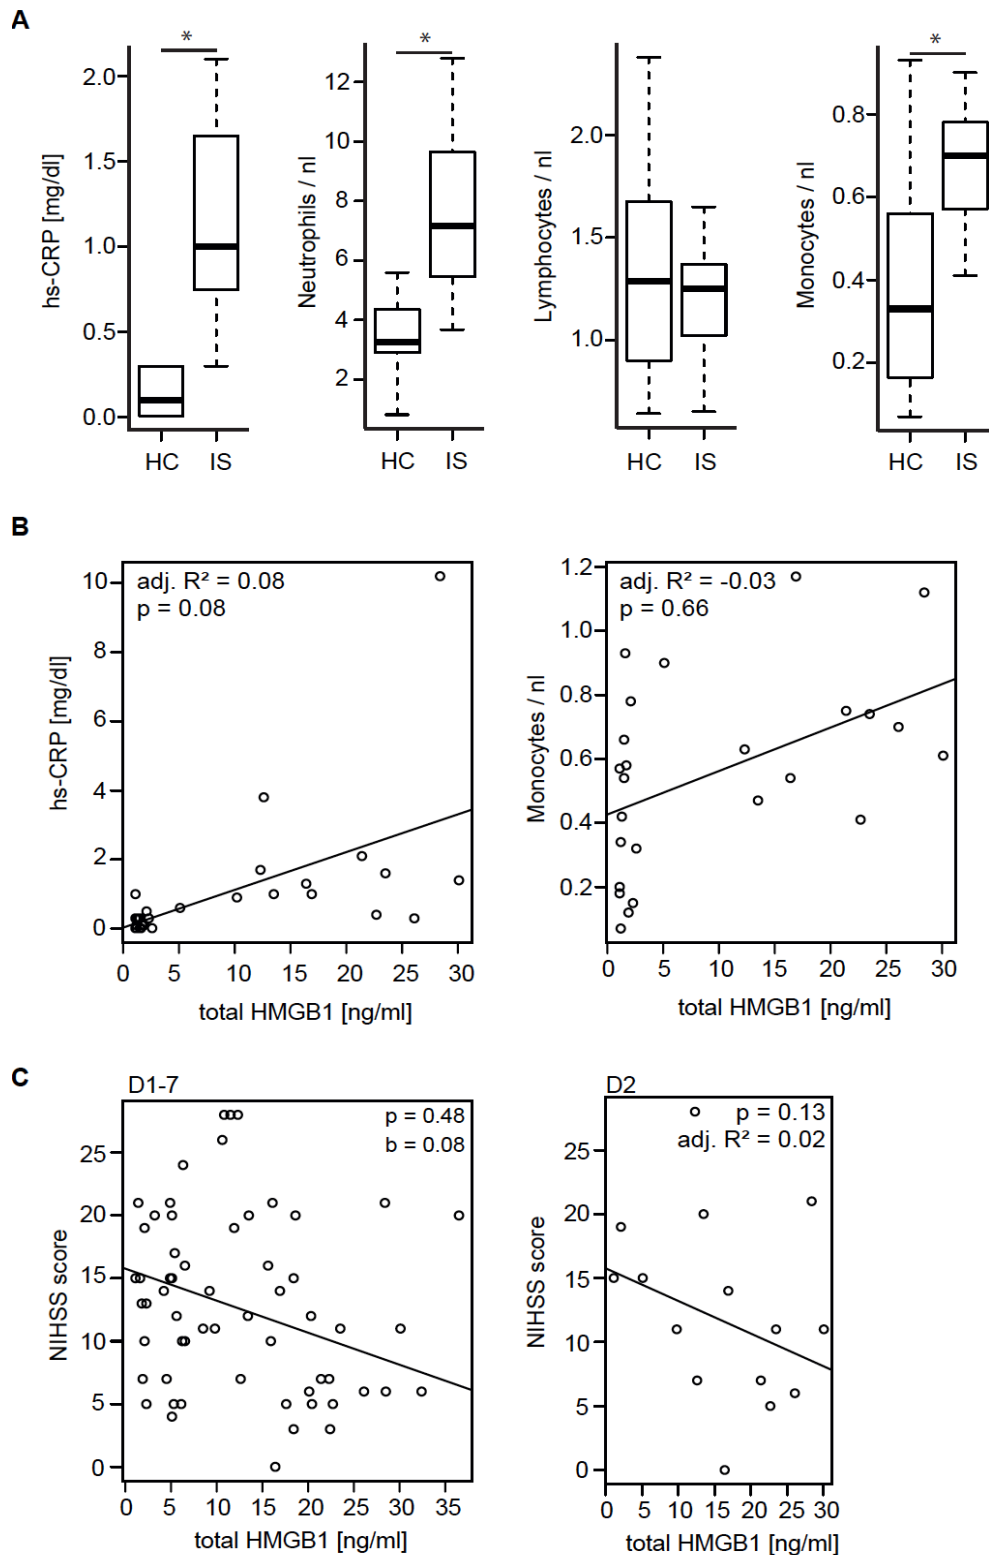 A
hs-CRP [mg/dl]
2.0
1.5
1.0
0.5
0.0
*
HC IS
Neutrophils / nl
12
10
8
6
4
2
*
HC IS
Lymphocytes / nl
2.0
1.5
1.0
HC IS
Monocytes / nl
0.8
0.6
0.4
0.2
*
HC IS
B
hs-CRP [mg/dl]
10
8
6
4
2
0
adj. R² = 0.08
p = 0.08
0 5 10 15 20 25 30
total HMGB1 [ng/ml]
Monocytes / nl
1.2
1.0
0.8
0.6
0.4
0.2
adj. R² = -0.03
p = 0.66
0 5 10 15 20 25 30
total HMGB1 [ng/ml]
C
D1-7
NIHSS score
25
20
15
10
5
0
p = 0.48
b = 0.08
0 5 10 15 20 25 30 35
total HMGB1 [ng/ml]
D2
NIHSS score
25
20
15
10
5
0
p = 0.13
adj. R² = 0.02
0 5 10 15 20 25 30
total HMGB1 [ng/ml]